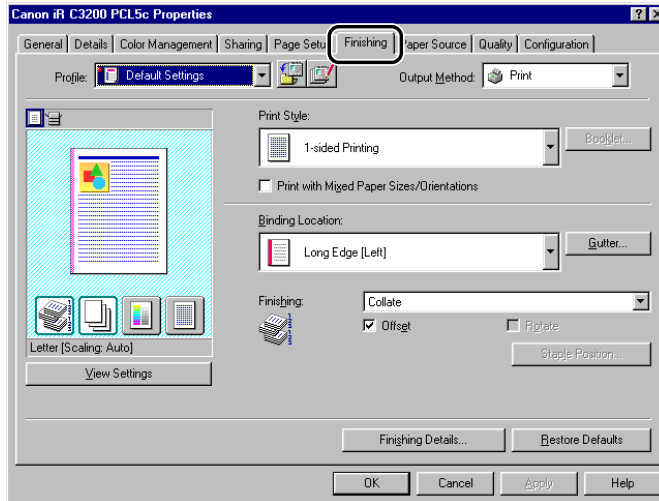 Canon iR C3200 PCL5c Properties
General Details Color Management Sharing Page Setu Finishing aper Source Quality Configuration
Profile: Default Settings Output Method: Print
Print Style:
1-sided Printing Booklet...
Print with Mixed Paper Sizes/Orientations
Binding Location:
Long Edge [Left] Gutter...
Finishing: Collate
Offset Rotate
Letter [Scaling: Auto] Staple Position...
View Settings
Finishing Details... Restore Defaults
OK Cancel Apply Help